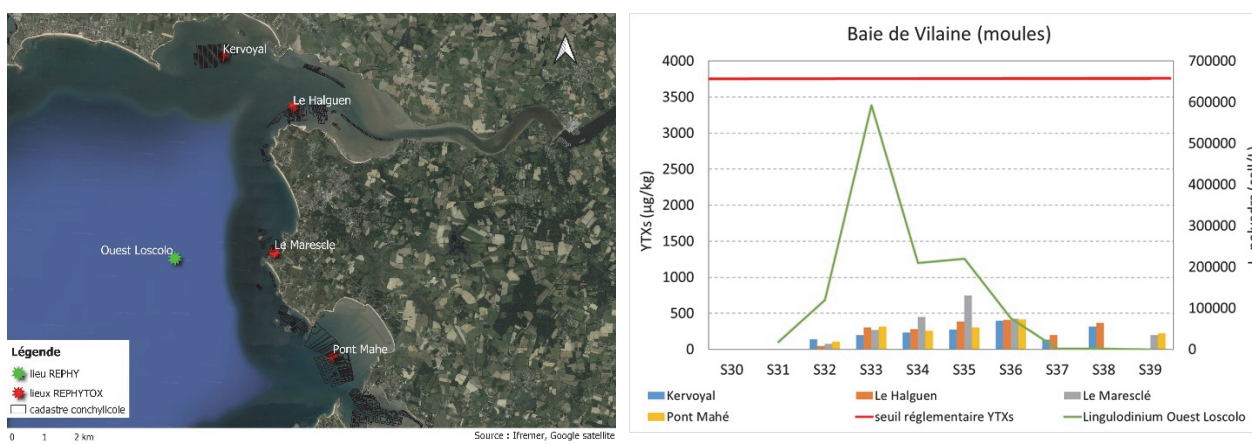 Kervoyal
Le Halguen
Ouest Loscolo
Le Marescle
Pont Mahe
Légende
lieu REPHY
lieux REPHYTOX
cadastre conchylicole
0 1 2 km
Source : Ifremer, Google satellite
Baie de Vilaine (moules)
YTXs (µg/kg)
4000
3500
3000
2500
2000
1500
1000
500
0
700000
600000
500000
400000
300000
200000
100000
0
S30 S31 S32 S33 S34 S35 S36 S37 S38 S39
Kervoyal Le Halguen Le Maresclé
Pont Mahé seuil réglementaire YTXs Lingulodinium Ouest Loscolo